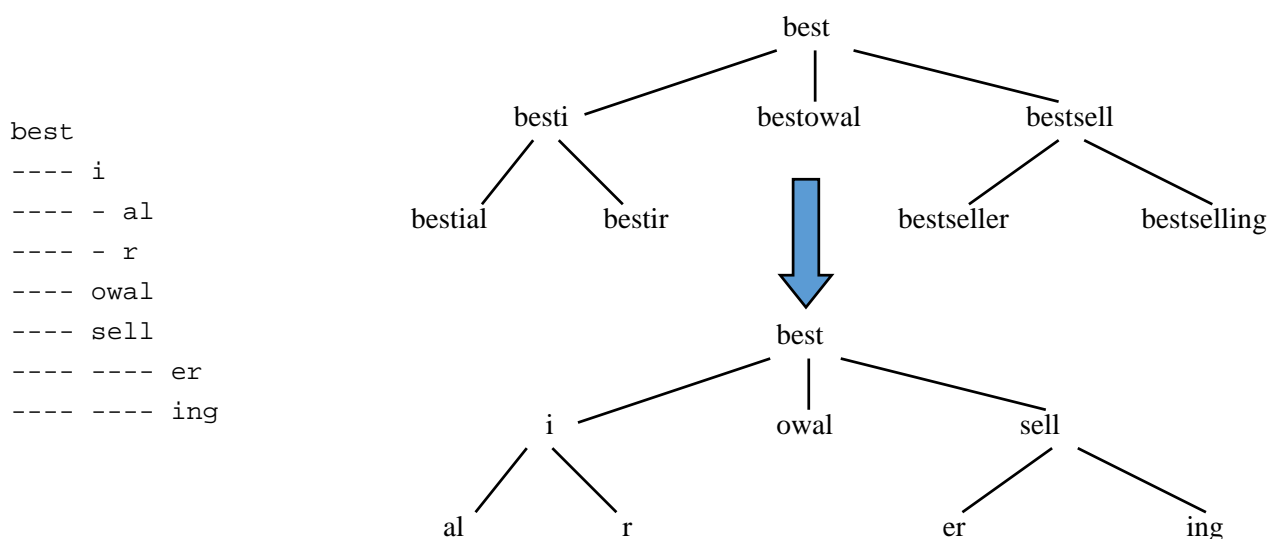 best
---- i
---- - al
---- - r
---- owal
---- sell
---- ---- er
---- ---- ing
best
besti bestowal bestsell
bestial bestir bestseller bestselling
best
i owal sell
al r er ing